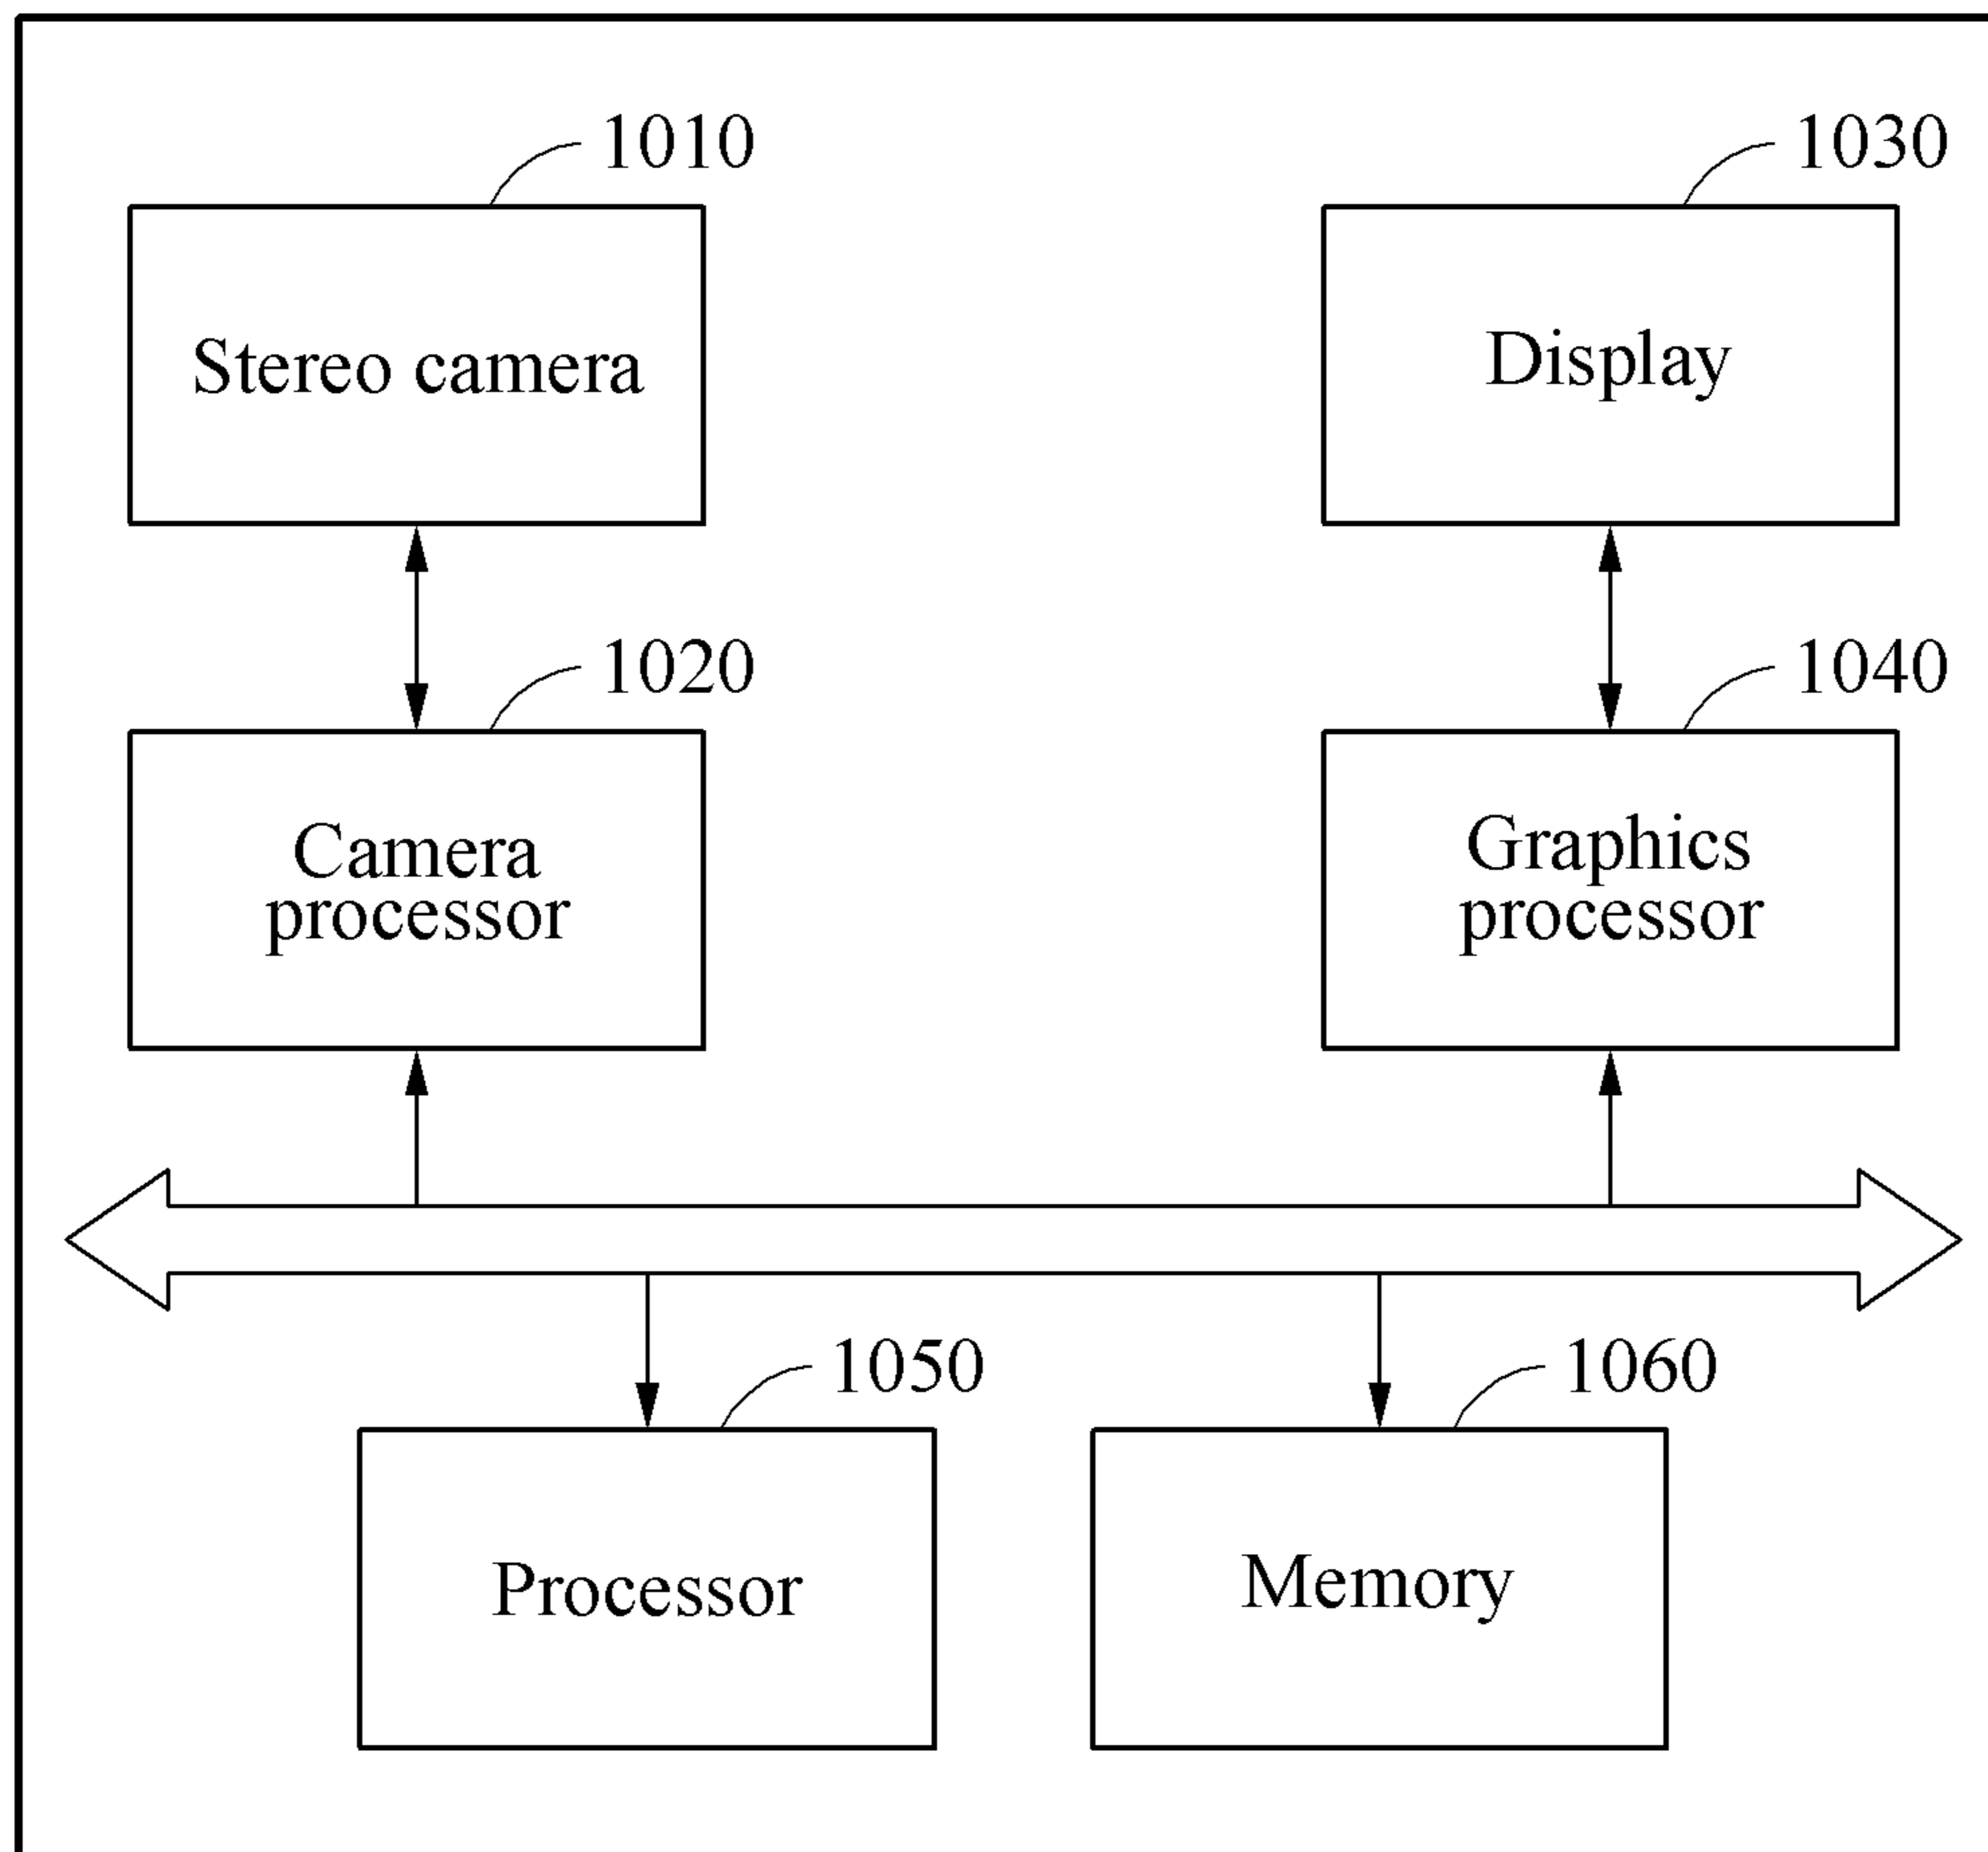 1010
1030
Stereo camera
Display
1020
1040
Camera
processor
Graphics
processor
1050
1060
Processor
Memory